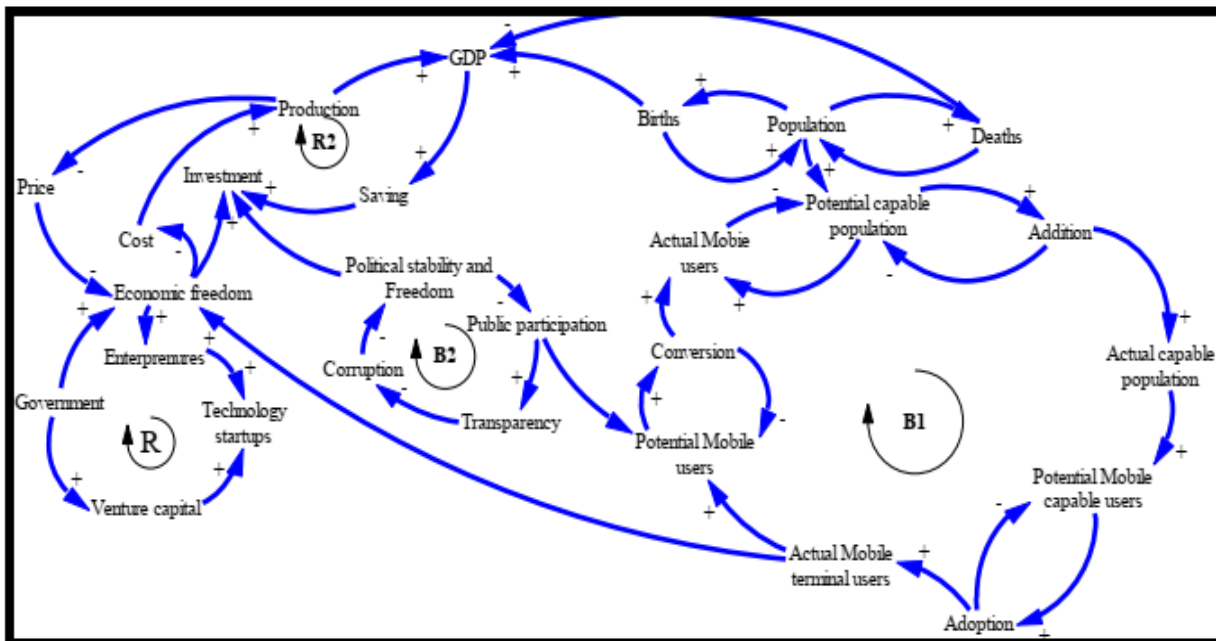 GDP
Production
R2
Births
Population
Deaths
Price
Investment
Saving
Potential capable
population
Addition
Cost
Actual Mobie
users
Political stability and
Freedom
Economic freedom
Public participation
Enterprenures
B2
Conversion
Actual capable
population
Corruption
Government
Technology
startups
Transparency
B1
R
Potential Mobile
users
Potential Mobile
capable users
Venture capital
Actual Mobile
terminal users
Adoption